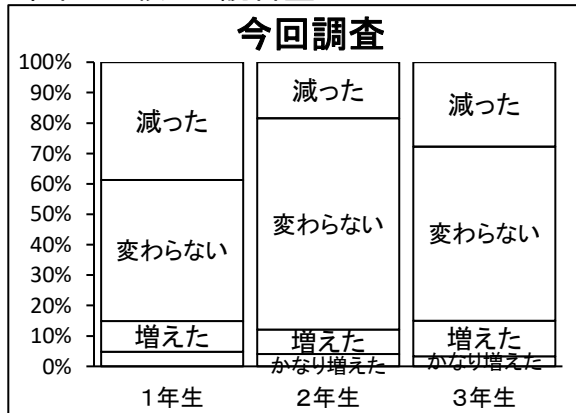 今回調査
100%
90%
80%
70%
60%
50%
40%
30%
20%
10%
0%
減った
変わらない
増えた
減った
変わらない
増えた
かなり増えた
減った
変わらない
増えた
かなり増えた
1年生
2年生
3年生